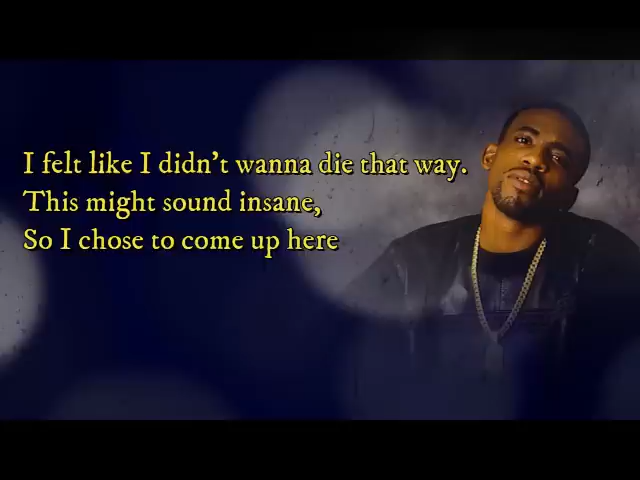 I felt like I didn't wanna die that way.
This might sound insane,
So I chose to come up here